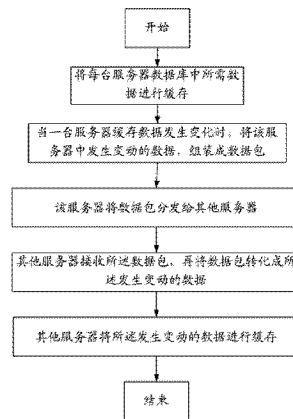 开始
将每台服务器数据库中所需数
据进行缓存
当一台服务器缓存数据发生变化时，将该服
务器中发生变动的数据，组装成数据包
该服务器将数据包分发给其他服务器
其他服务器接收所述数据包，再将数据包转化成所
述发生变动的数据
其他服务器将所述发生变动的数据进行缓存
结束